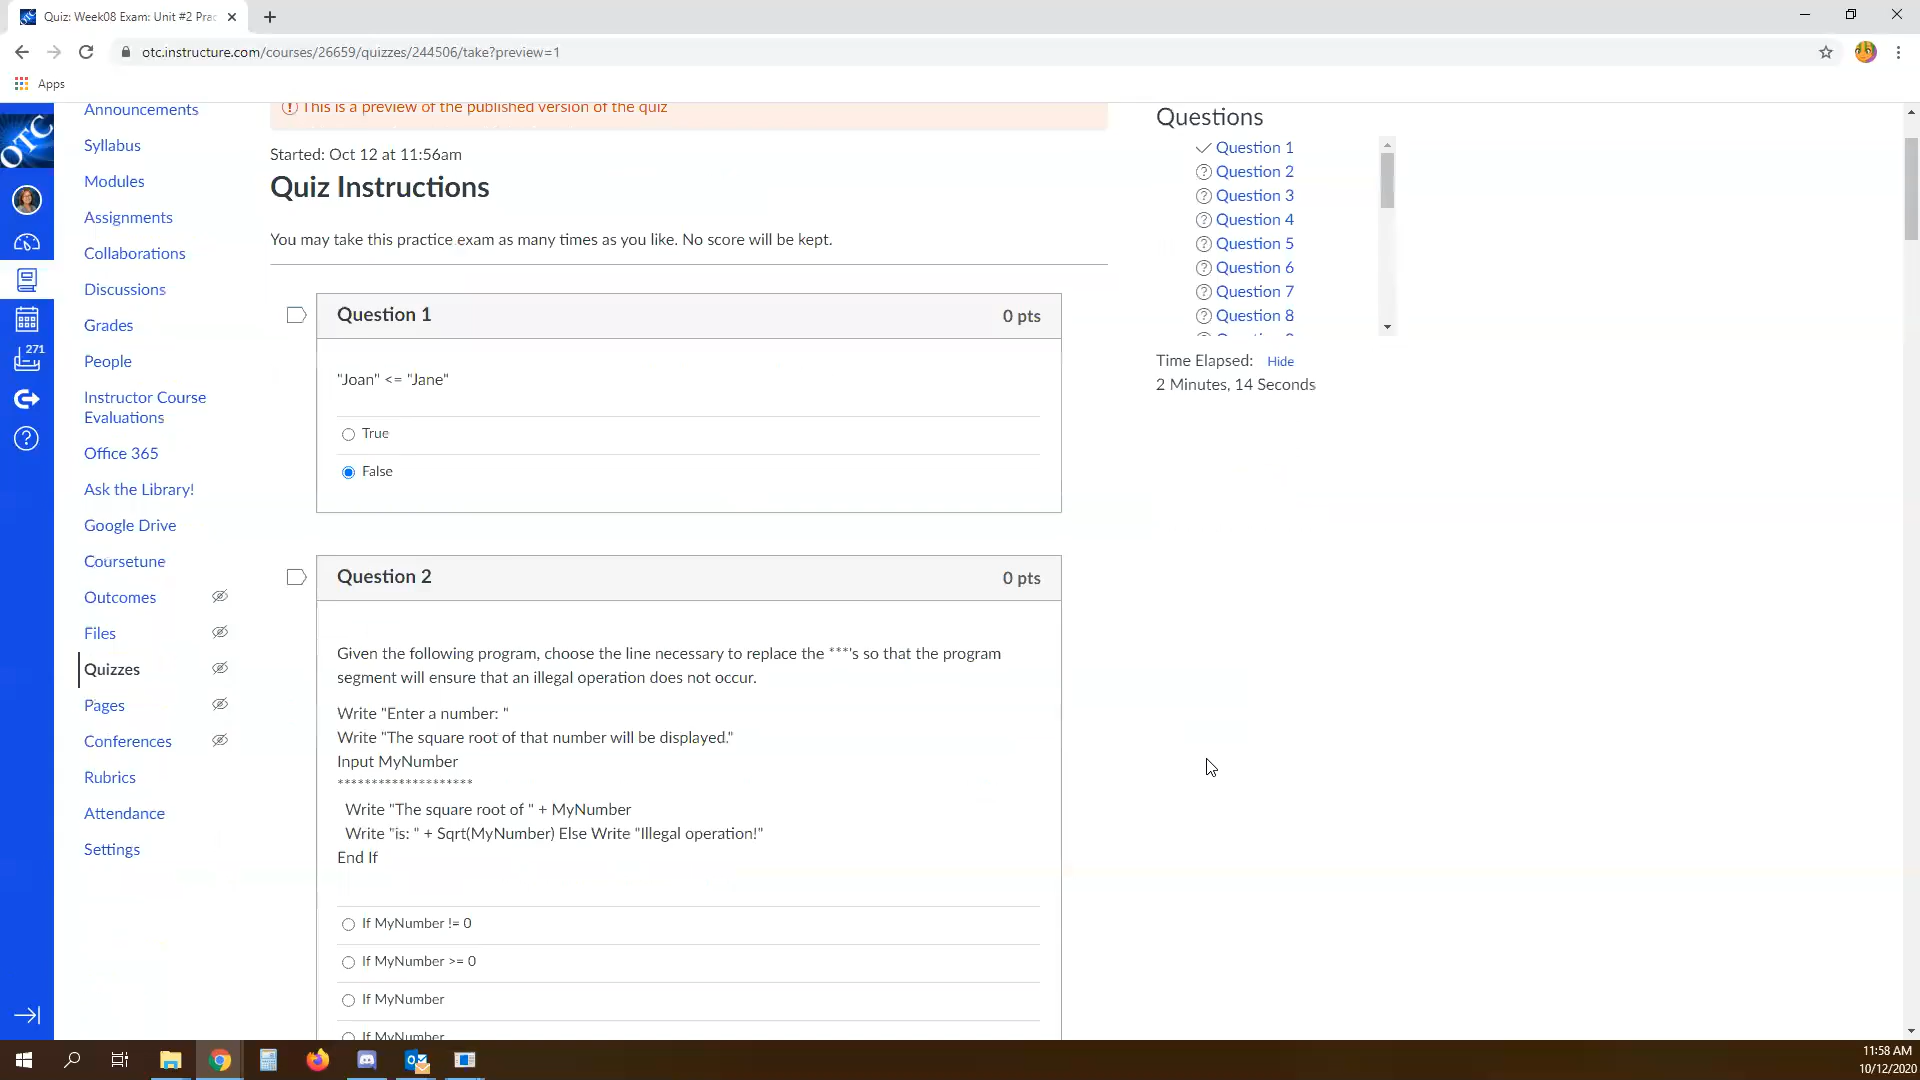 Quiz: Week08 Exam: Unit #2 Prac
otc.instructure.com/courses/26659/quizzes/244506/take?preview=1
Apps
OTC
271
Announcements
Syllabus
Modules
Assignments
Collaborations
Discussions
Grades
People
Instructor Course
Evaluations
Office 365
Ask the Library!
Google Drive
Coursetune
Outcomes
Files
Quizzes
Pages
Conferences
Rubrics
Attendance
Settings
This is a preview of the published version of the quiz
Started: Oct 12 at 11:56am
Quiz Instructions
You may take this practice exam as many times as you like. No score will be kept.
Question 1 0 pts
"Joan" <= "Jane"
True
False
Question 2 0 pts
Given the following program, choose the line necessary to replace the ***'s so that the program
segment will ensure that an illegal operation does not occur.
Write "Enter a number: "
Write "The square root of that number will be displayed."
Input MyNumber
********************
Write "The square root of " + MyNumber
Write "is: " + Sqrt(MyNumber) Else Write "Illegal operation!"
End If
If MyNumber != 0
If MyNumber >= 0
If MyNumber
If MyNumber
Questions
Question 1
Question 2
Question 3
Question 4
Question 5
Question 6
Question 7
Question 8
Time Elapsed: Hide
2 Minutes, 14 Seconds
11:58 AM
10/12/2020